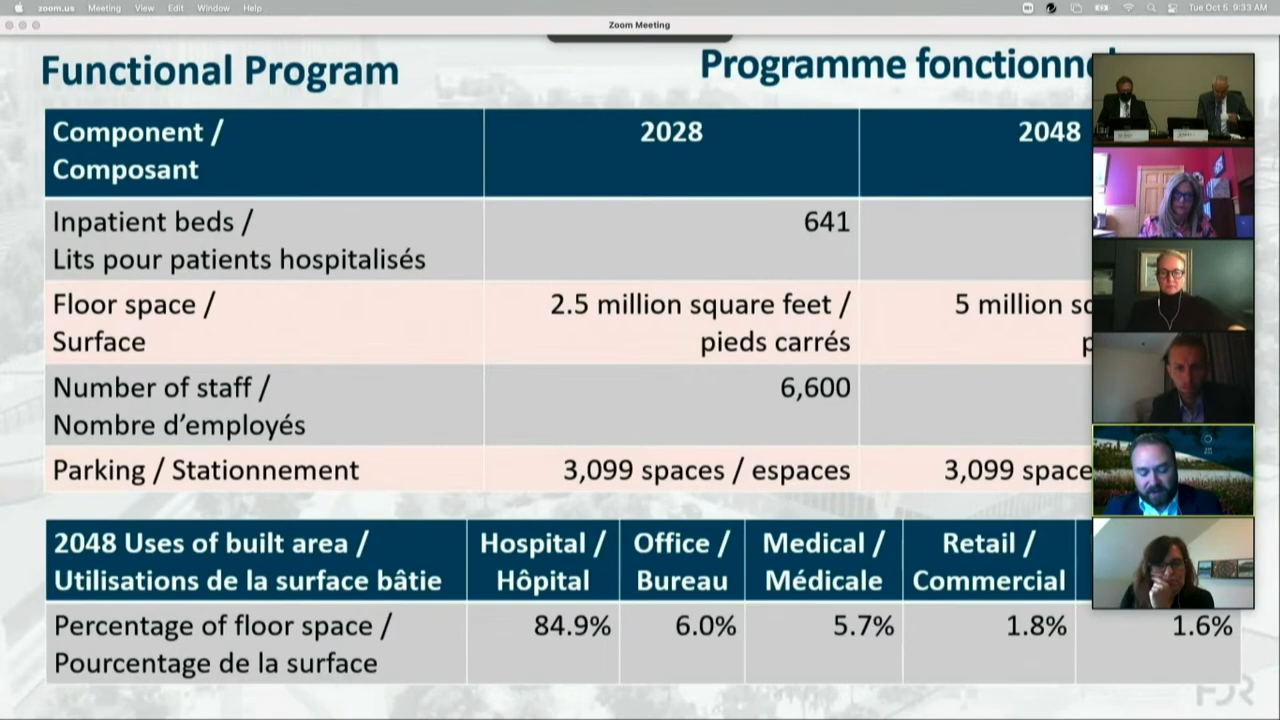 zoom.us Meeting View Edit Window Help Tue Oct 5 9:33 AM
Zoom Meeting
Functional Program
Programme fonctionne
Component /
Composant
2028
2048
Inpatient beds /
Lits pour patients hospitalisés
641
Floor space /
Surface
2.5 million square feet /
pieds carrés
5 million sq
p
Number of staff /
Nombre d'employés
6,600
Parking / Stationnement
3,099 spaces / espaces
3,099 space
2048 Uses of built area /
Utilisations de la surface bâtie
Hospital /
Hôpital
Office /
Bureau
Medical /
Médicale
Retail /
Commercial
Percentage of floor space /
Pourcentage de la surface
84.9%
6.0%
5.7%
1.8%
1.6%